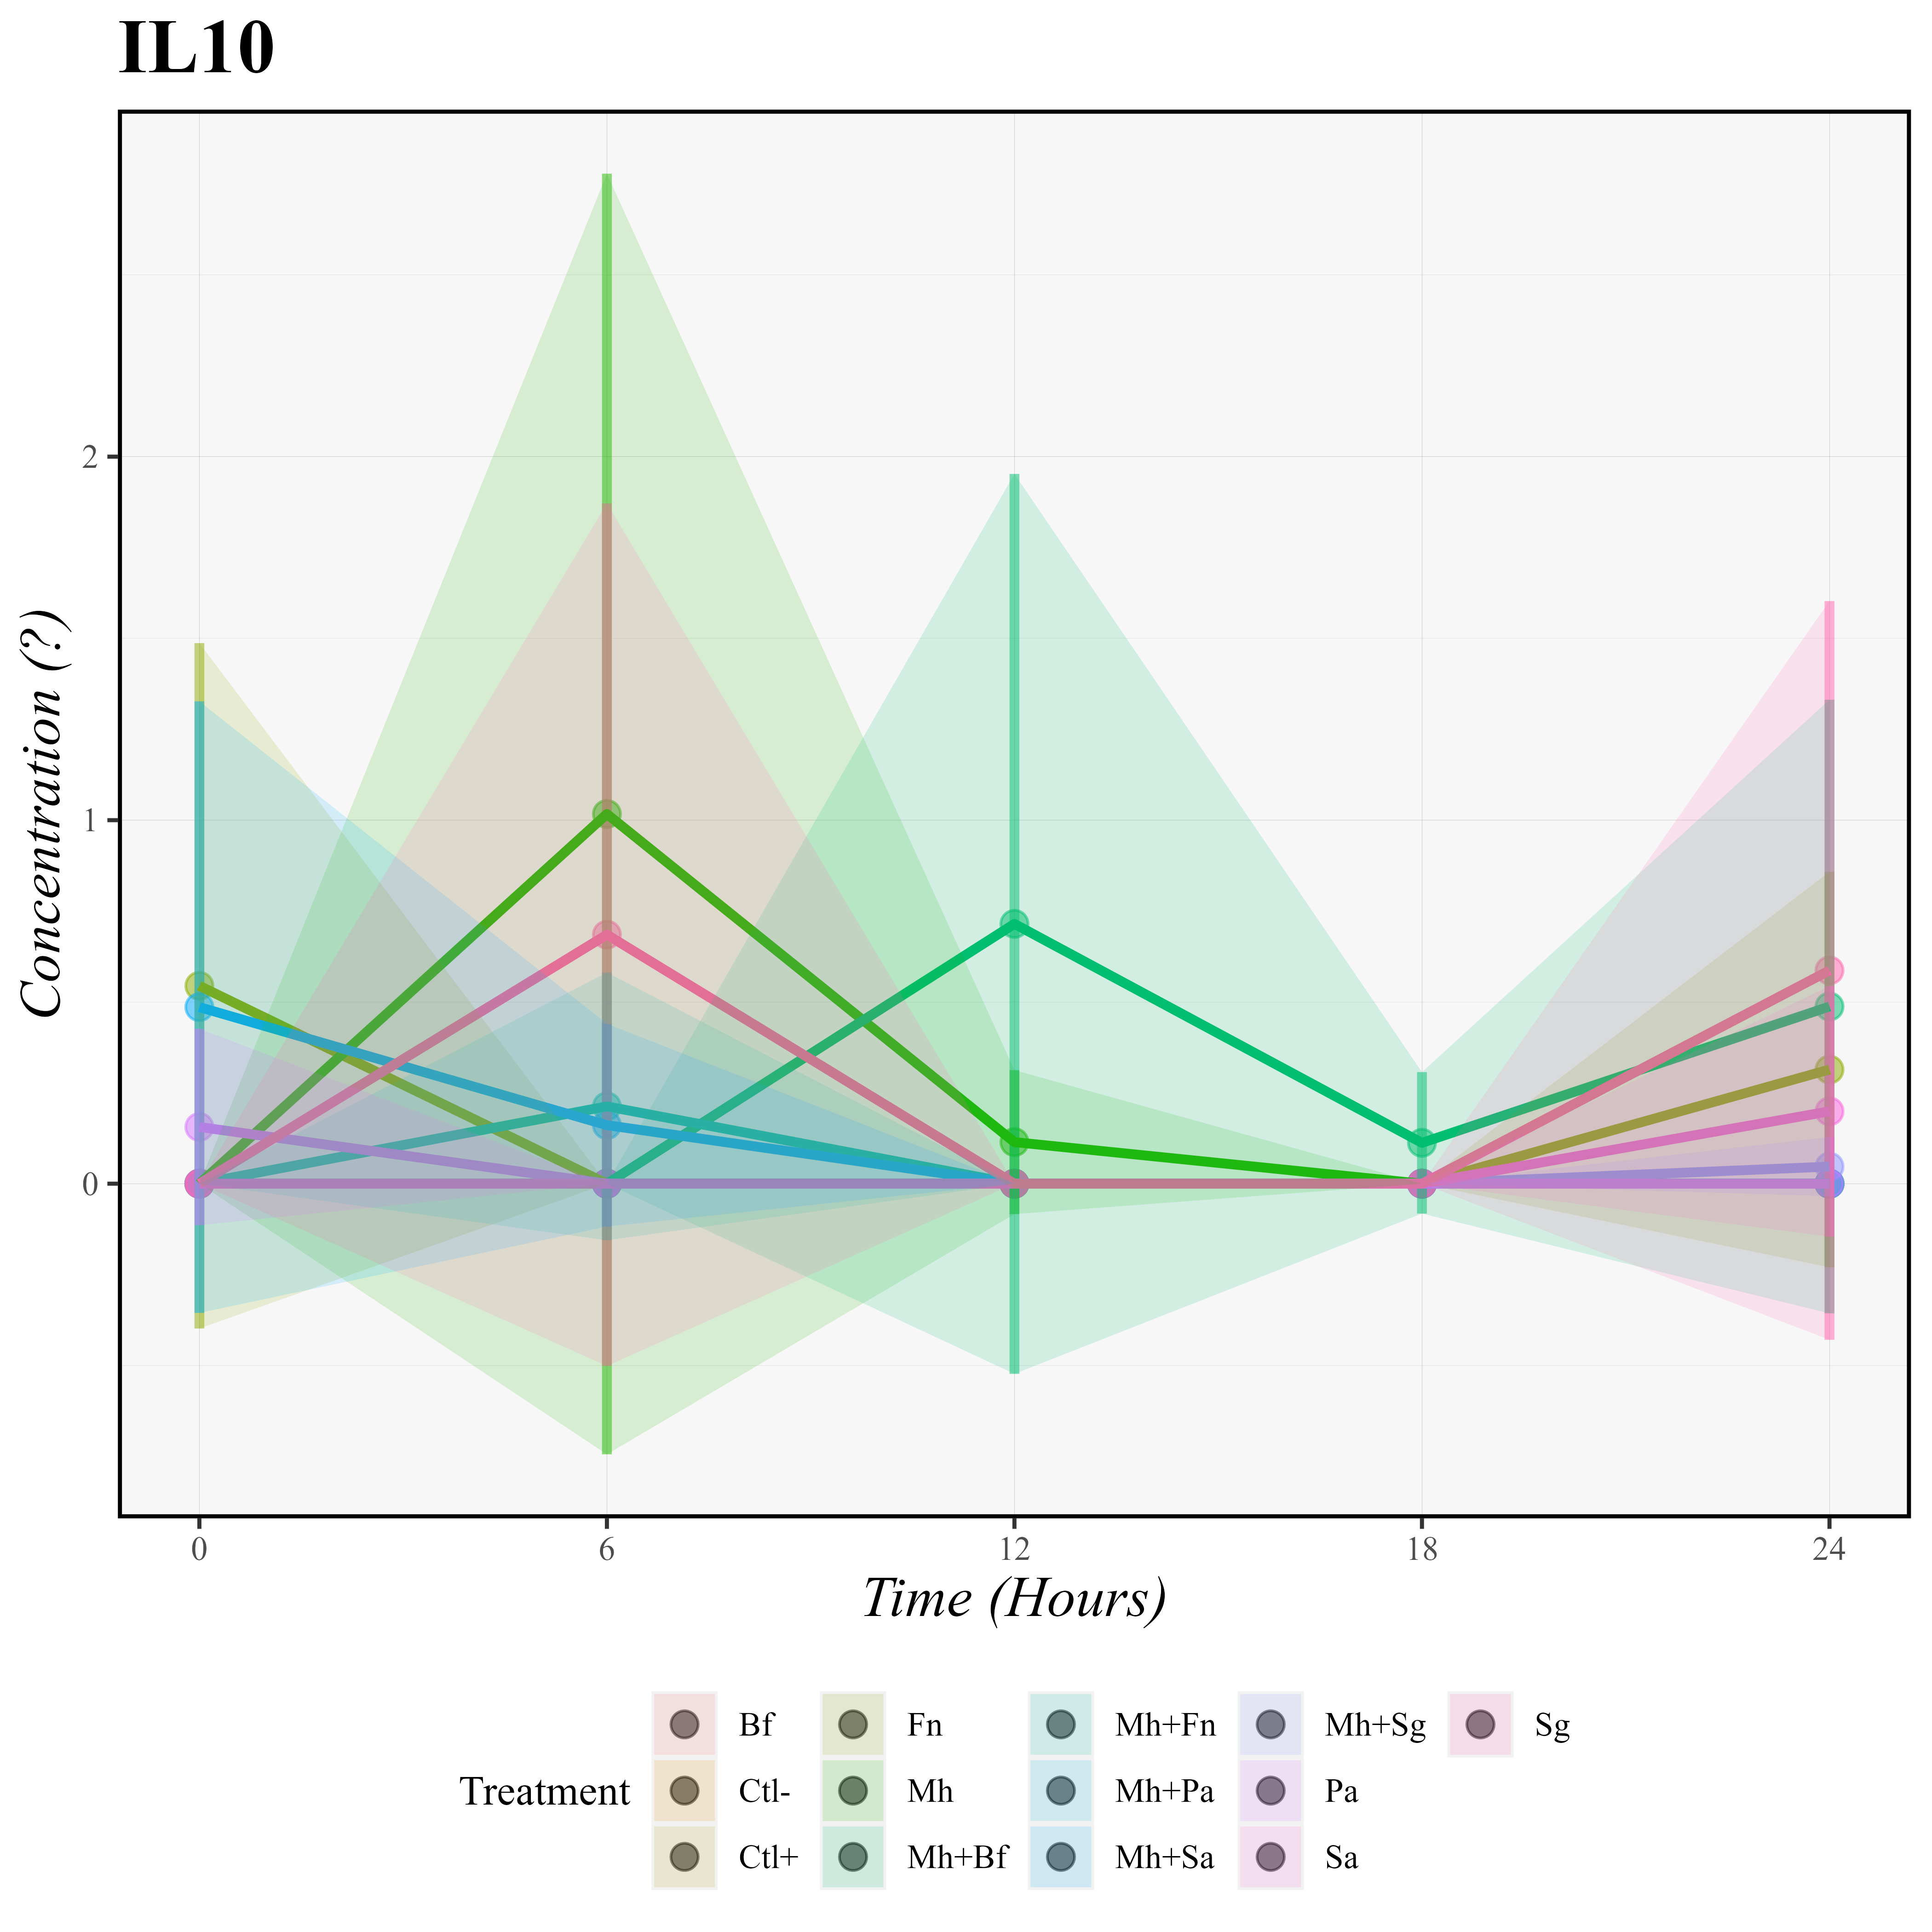 IL10
Concentration (?)
2
1
0
0 6 12 18 24
Time (Hours)
Treatment
Bf Fn Mh+Fn Mh+Sg Sg
Ctl- Mh Mh+Pa Pa
Ctl+ Mh+Bf Mh+Sa Sa